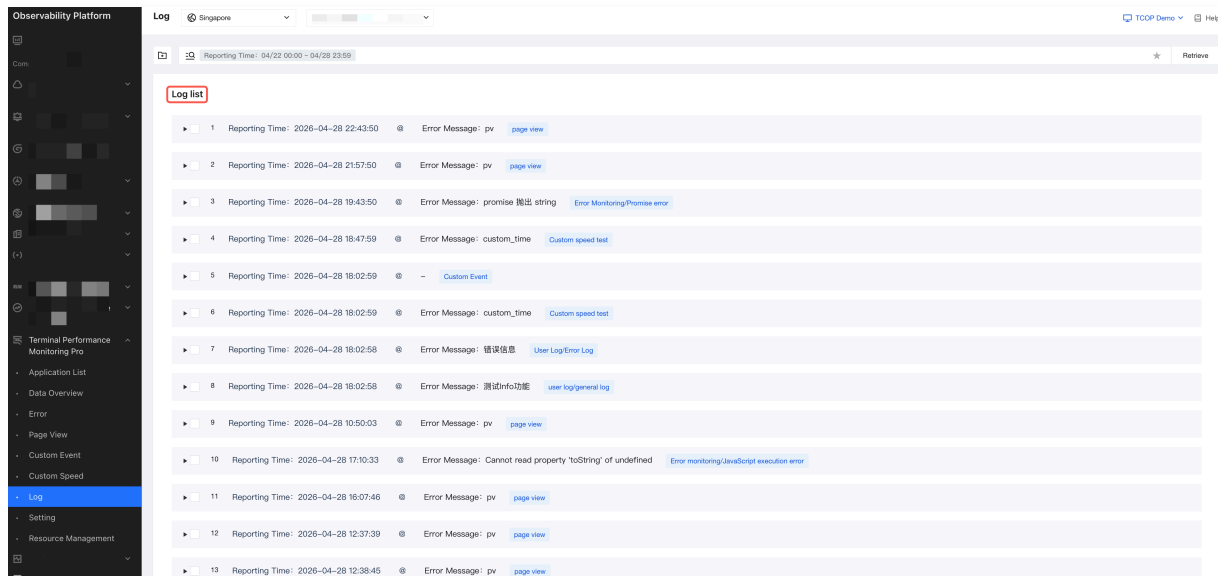 Observability Platform
Log
Singapore
TCOP Demo
Help
Com
Reporting Time: 04/22 00:00 ~ 04/28 23:59
Retrieve
Log list
1 Reporting Time: 2026-04-28 22:43:50 @ Error Message: pv page view
2 Reporting Time: 2026-04-28 21:57:50 @ Error Message: pv page view
3 Reporting Time: 2026-04-28 19:43:50 @ Error Message: promise 抛出 string Error Monitoring/Promise error
4 Reporting Time: 2026-04-28 18:47:59 @ Error Message: custom_time Custom speed test
5 Reporting Time: 2026-04-28 18:02:59 @ – Custom Event
6 Reporting Time: 2026-04-28 18:02:59 @ Error Message: custom_time Custom speed test
7 Reporting Time: 2026-04-28 18:02:58 @ Error Message: 错误信息 User Log/Error Log
8 Reporting Time: 2026-04-28 18:02:58 @ Error Message: 测试Info功能 user log/general log
9 Reporting Time: 2026-04-28 10:50:03 @ Error Message: pv page view
10 Reporting Time: 2026-04-28 17:10:33 @ Error Message: Cannot read property 'toString' of undefined Error monitoring/JavaScript execution error
11 Reporting Time: 2026-04-28 16:07:46 @ Error Message: pv page view
12 Reporting Time: 2026-04-28 12:37:39 @ Error Message: pv page view
13 Reporting Time: 2026-04-28 12:38:45 @ Error Message: pv page view
Terminal Performance
Monitoring Pro
Application List
Data Overview
Error
Page View
Custom Event
Custom Speed
Log
Setting
Resource Management